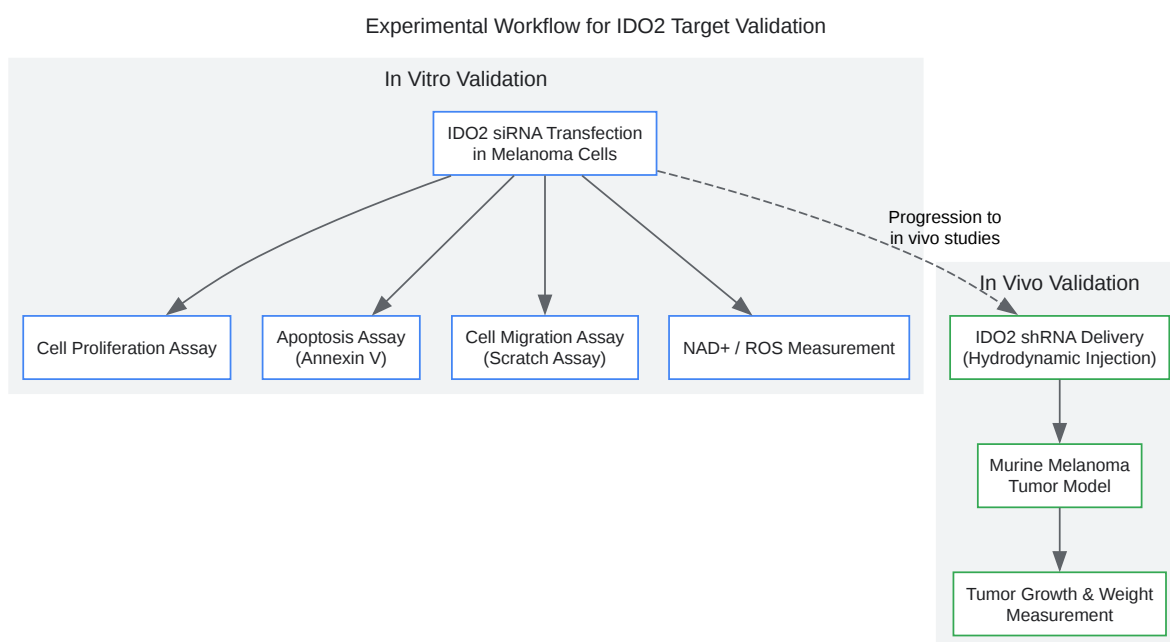 Experimental Workflow for IDO2 Target Validation
In Vitro Validation
IDO2 siRNA Transfection
in Melanoma Cells
Progression to
in vivo studies
In Vivo Validation
Cell Proliferation Assay
Apoptosis Assay
(Annexin V)
Cell Migration Assay
(Scratch Assay)
NAD+ / ROS Measurement
IDO2 shRNA Delivery
(Hydrodynamic Injection)
Murine Melanoma
Tumor Model
Tumor Growth & Weight
Measurement